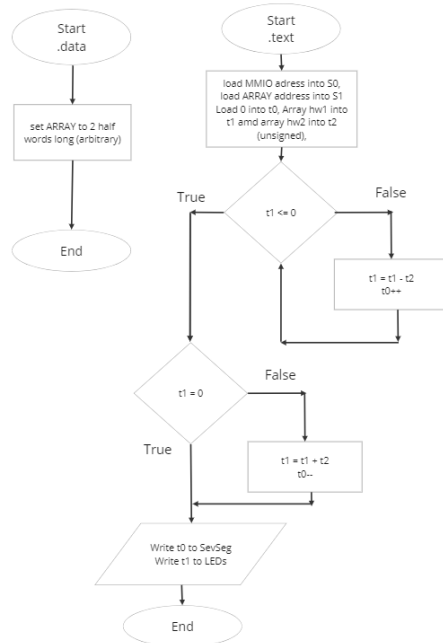 Start
.data
set ARRAY to 2 half
words long (arbitrary)
End
Start
.text
load MMIO adress into S0,
load ARRAY address into S1
Load 0 into t0, Array hw1 into
t1 amd array hw2 into t2
(unsigned),
True
False
t1 <= 0
t1 = t1 - t2
t0++
False
t1 = 0
True
t1 = t1 + t2
t0--
Write t0 to SevSeg
Write t1 to LEDs
End